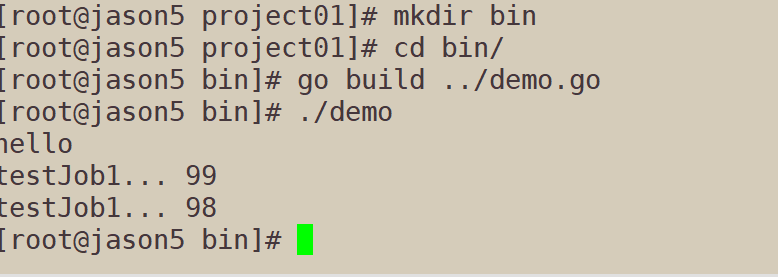 [root@jason5 project01]# mkdir bin
[root@jason5 project01]# cd bin/
[root@jason5 bin]# go build ../demo.go
[root@jason5 bin]# ./demo
hello
testJob1... 99
testJob1... 98
[root@jason5 bin]#